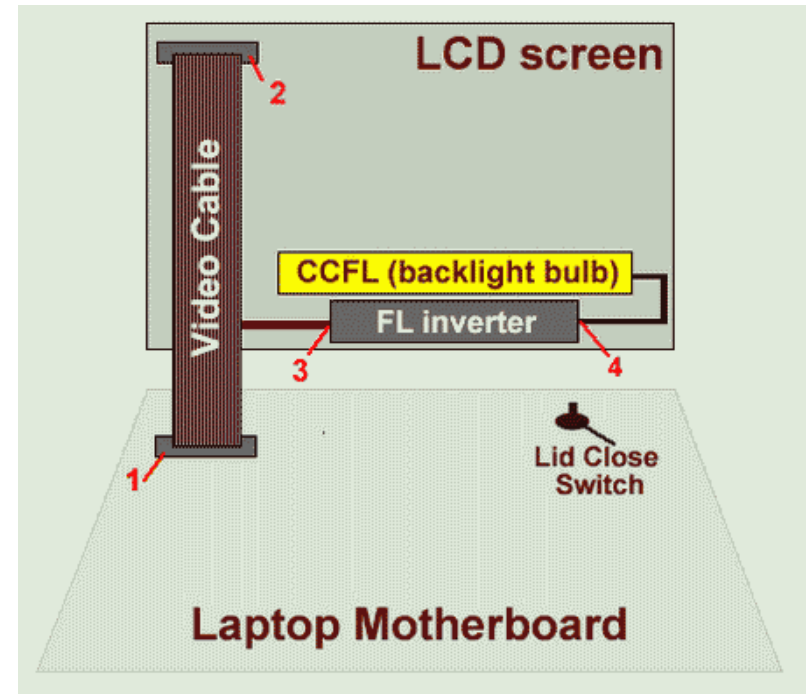 LCD screen
2
Video Cable
CCFL (backlight bulb)
FL inverter
3
4
1
Lid Close
Switch
Laptop Motherboard